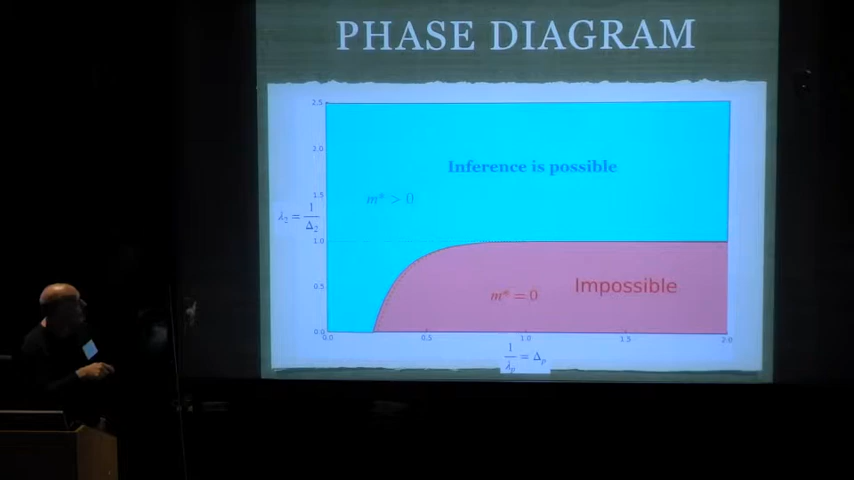 PHASE DIAGRAM
2.5
2.0
Inference is possible
1.5
m* > 0
λ₂ = 1/Δ₂
1.0
0.5
m* = 0
Impossible
0.0
0.0 0.5 1.0 1.5 2.0
1/λₚ = Δₚ